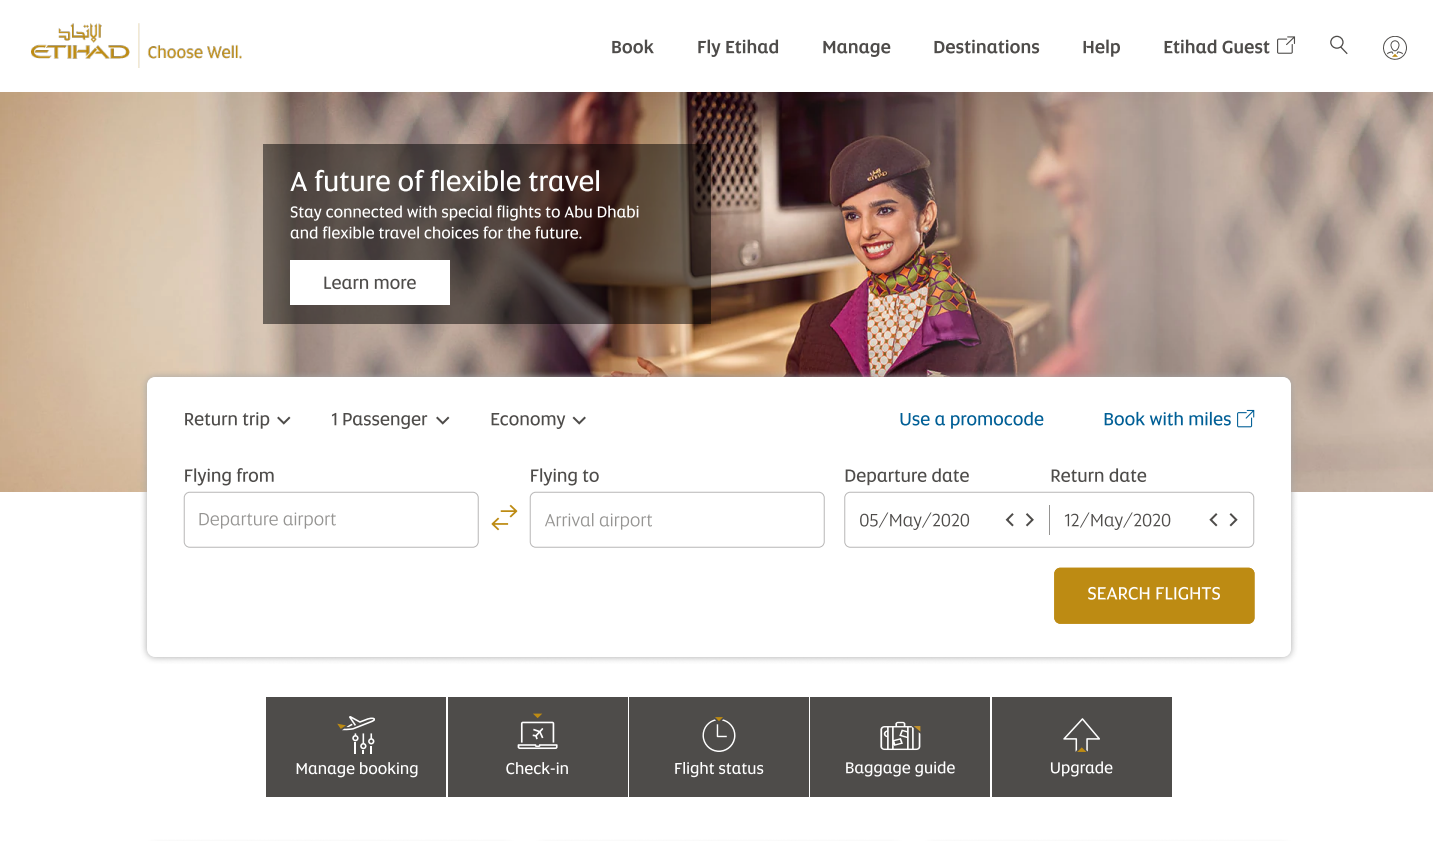 الإتحاد
ETIHAD
Choose Well.
Book
Fly Etihad
Manage
Destinations
Help
Etihad Guest
A future of flexible travel
Stay connected with special flights to Abu Dhabi
and flexible travel choices for the future.
Learn more
الإتحاد
ETIHAD
Return trip
1 Passenger
Economy
Use a promocode
Book with miles
Flying from
Flying to
Departure date
Return date
Departure airport
Arrival airport
05/May/2020
12/May/2020
SEARCH FLIGHTS
Manage booking
Check-in
Flight status
Baggage guide
Upgrade